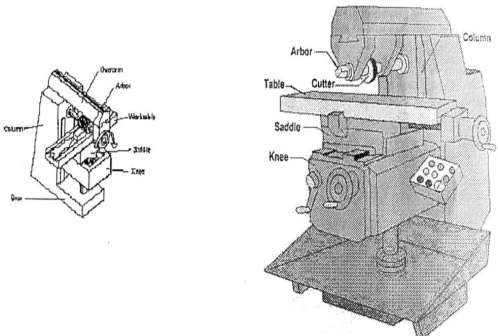 Overarm
Arbor
Worktable
Column
Saddle
Knee
Base
Column
Arbor
Cutter
Table
Saddle
Knee